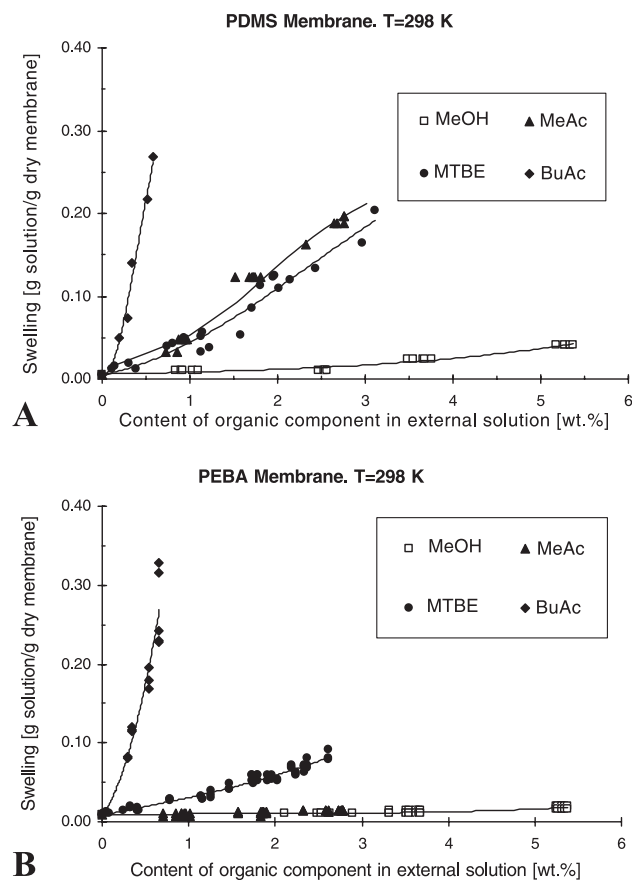 PDMS Membrane. T=298 K
0.40
0.30
0.20
0.10
0.00
Swelling [g solution/g dry membrane]
□ MeOH ▲ MeAc
● MTBE ◆ BuAc
0 1 2 3 4 5 6
Content of organic component in external solution [wt.%]
A
PEBA Membrane. T=298 K
0.40
0.30
0.20
0.10
0.00
Swelling [g solution/g dry membrane]
□ MeOH ▲ MeAc
● MTBE ◆ BuAc
0 1 2 3 4 5 6
Content of organic component in external solution [wt.%]
B